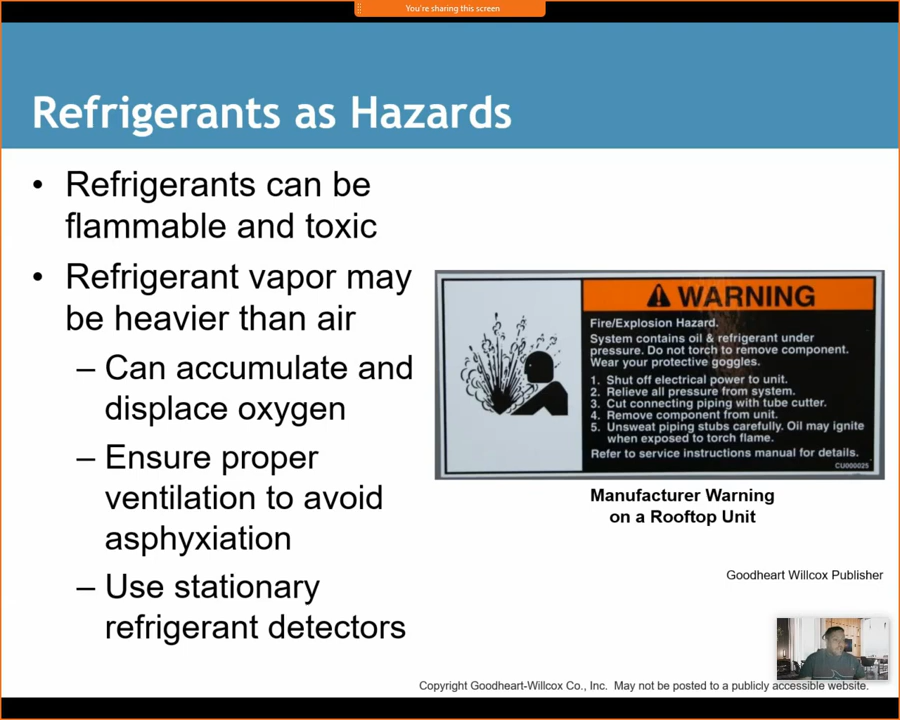 You're sharing this screen
Refrigerants as Hazards
• Refrigerants can be
flammable and toxic
• Refrigerant vapor may
be heavier than air
– Can accumulate and
displace oxygen
– Ensure proper
ventilation to avoid
asphyxiation
– Use stationary
refrigerant detectors
WARNING
Fire/Explosion Hazard.
System contains oil & refrigerant under
pressure. Do not torch to remove component.
Wear your protective goggles.
1. Shut off electrical power to unit.
2. Relieve all pressure from system.
3. Cut connecting piping with tube cutter.
4. Remove component from unit.
5. Unsweat piping stubs carefully. Oil may ignite
when exposed to torch flame.
Refer to service instructions manual for details.
CU000025
Manufacturer Warning
on a Rooftop Unit
Goodheart Willcox Publisher
Copyright Goodheart-Willcox Co., Inc. May not be posted to a publicly accessible website.